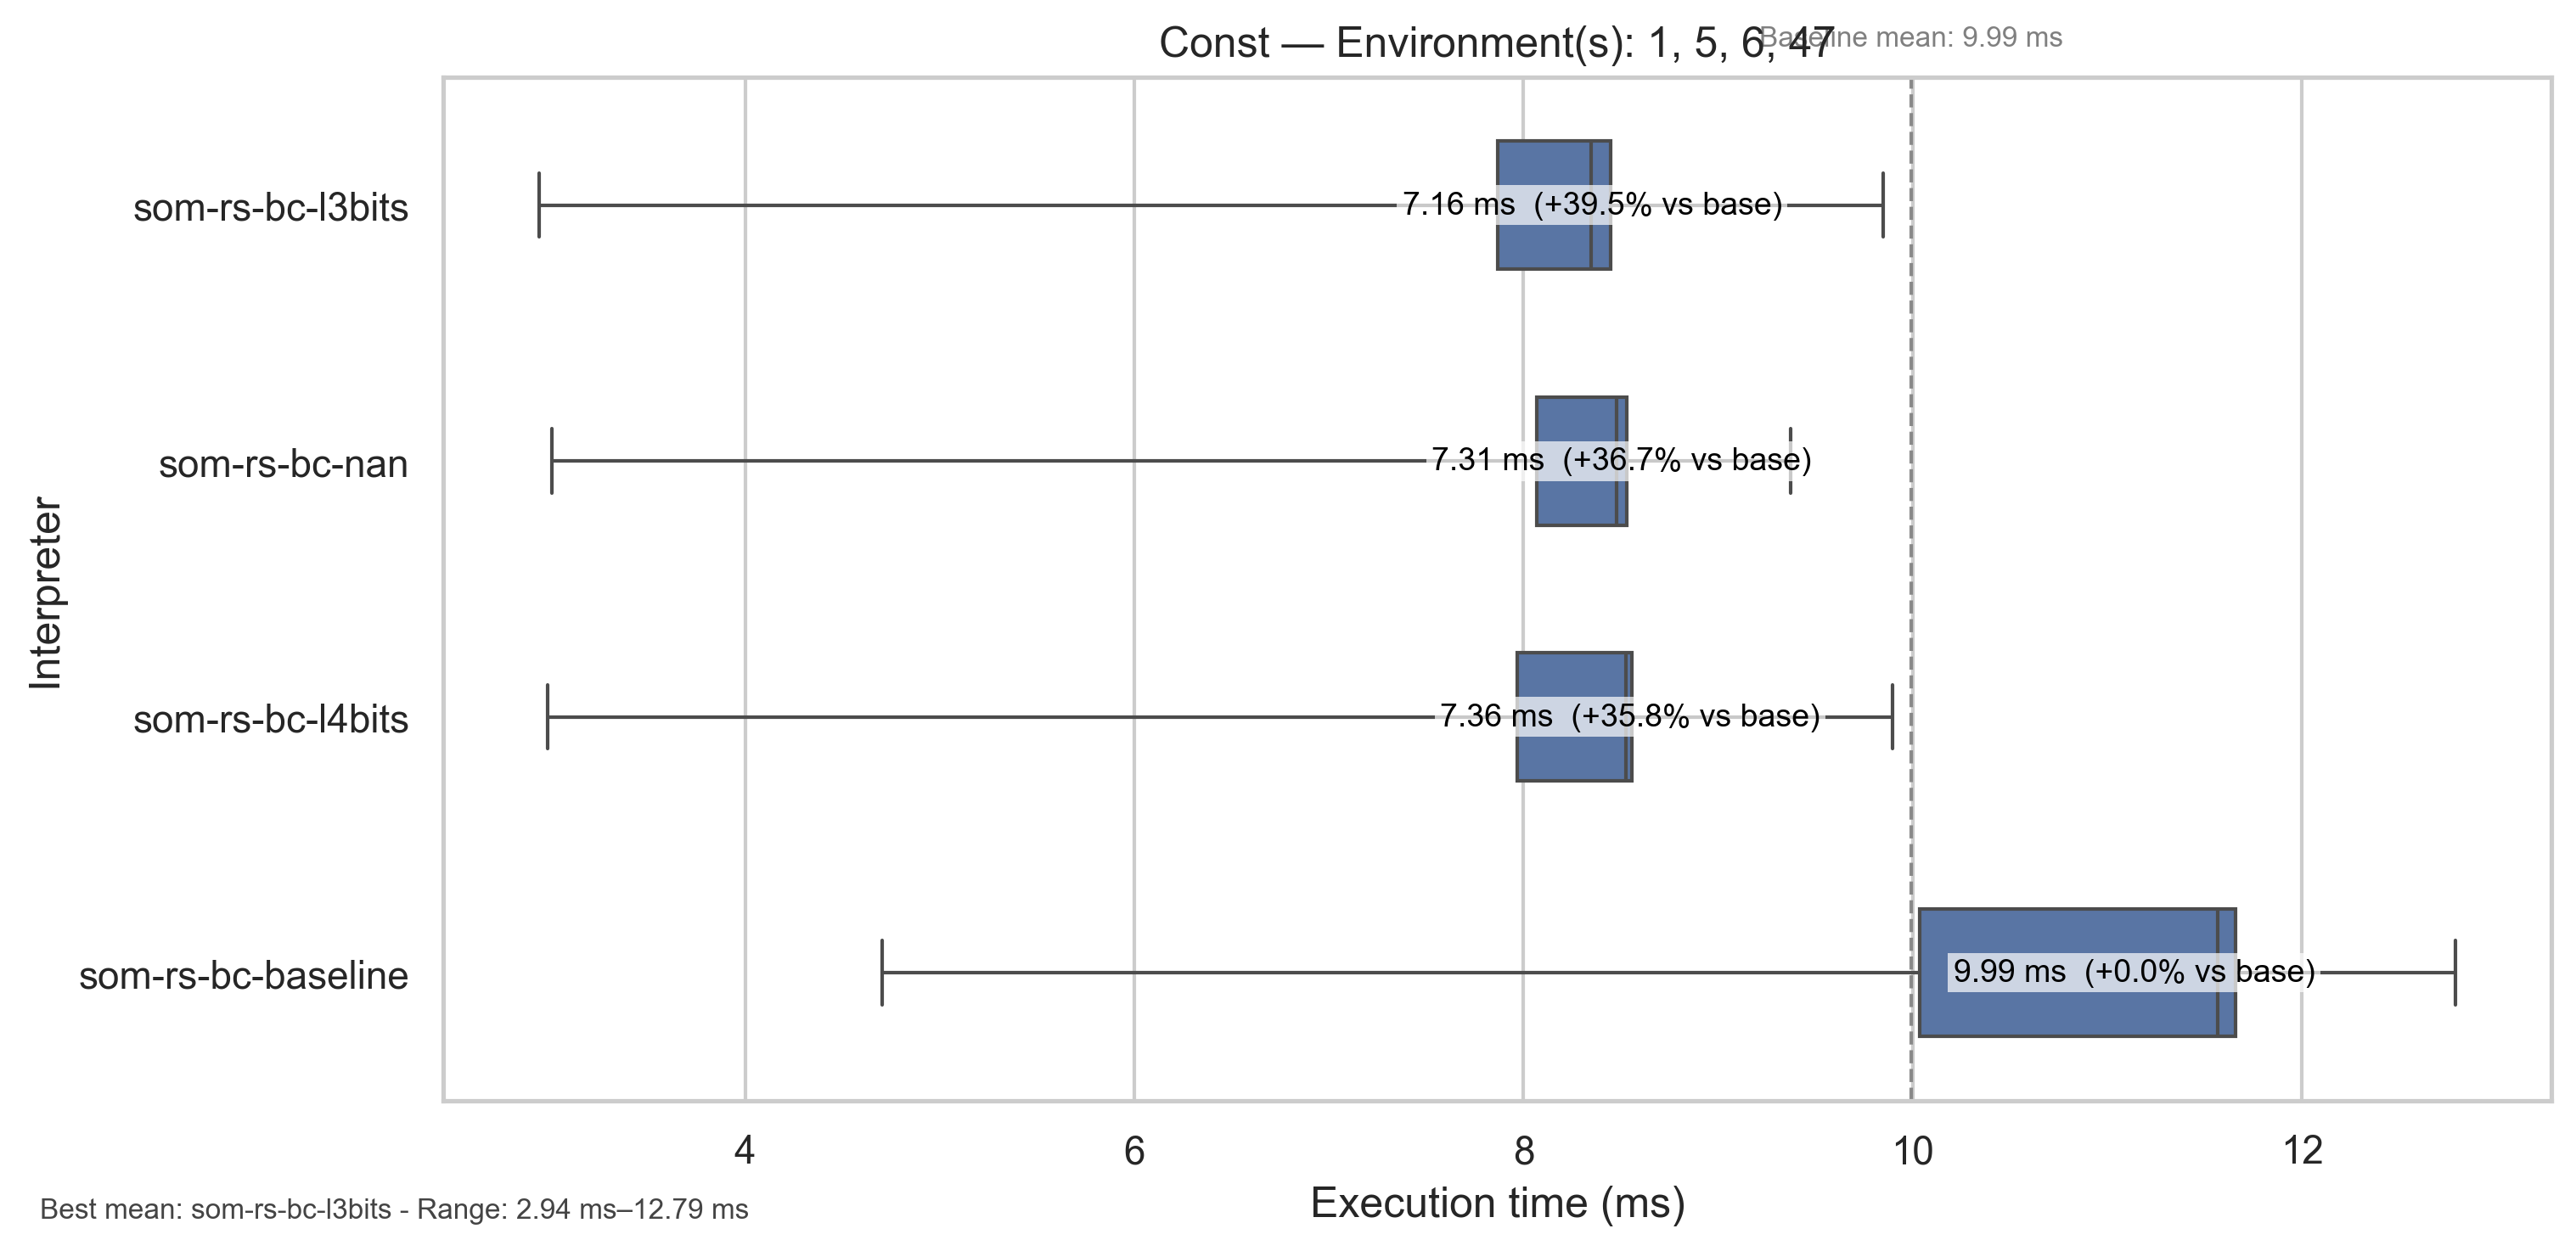 Const — Environment(s): 1, 5, 6, 47
Baseline mean: 9.99 ms
Interpreter
som-rs-bc-l3bits
7.16 ms (+39.5% vs base)
som-rs-bc-nan
7.31 ms (+36.7% vs base)
som-rs-bc-l4bits
7.36 ms (+35.8% vs base)
som-rs-bc-baseline
9.99 ms (+0.0% vs base)
4 6 8 10 12
Execution time (ms)
Best mean: som-rs-bc-l3bits - Range: 2.94 ms–12.79 ms